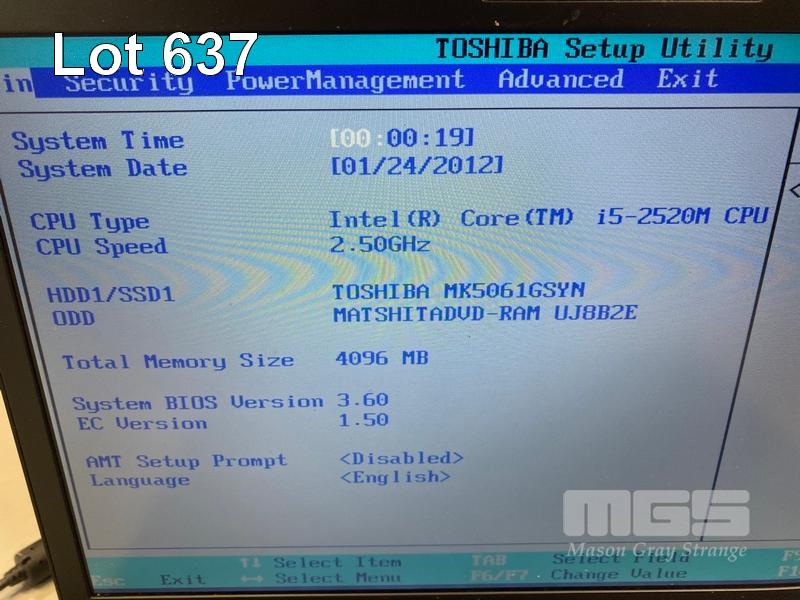 Lot 637
TOSHIBA Setup Utility
in Security PowerManagement Advanced Exit
System Time [00:00:19]
System Date [01/24/2012]
CPU Type Intel(R) Core(TM) i5-2520M CPU
CPU Speed 2.50GHz
HDD1/SSD1 TOSHIBA MK5061GSYN
ODD MATSHITADVD-RAM UJ8B2E
Total Memory Size 4096 MB
System BIOS Version 3.60
EC Version 1.50
AMT Setup Prompt <Disabled>
Language <English>
MGS
Mason Gray Strange
↑↓ Select Item TAB Select Field F9
Esc Exit ↔ Select Menu F6/F7 Change Value F1